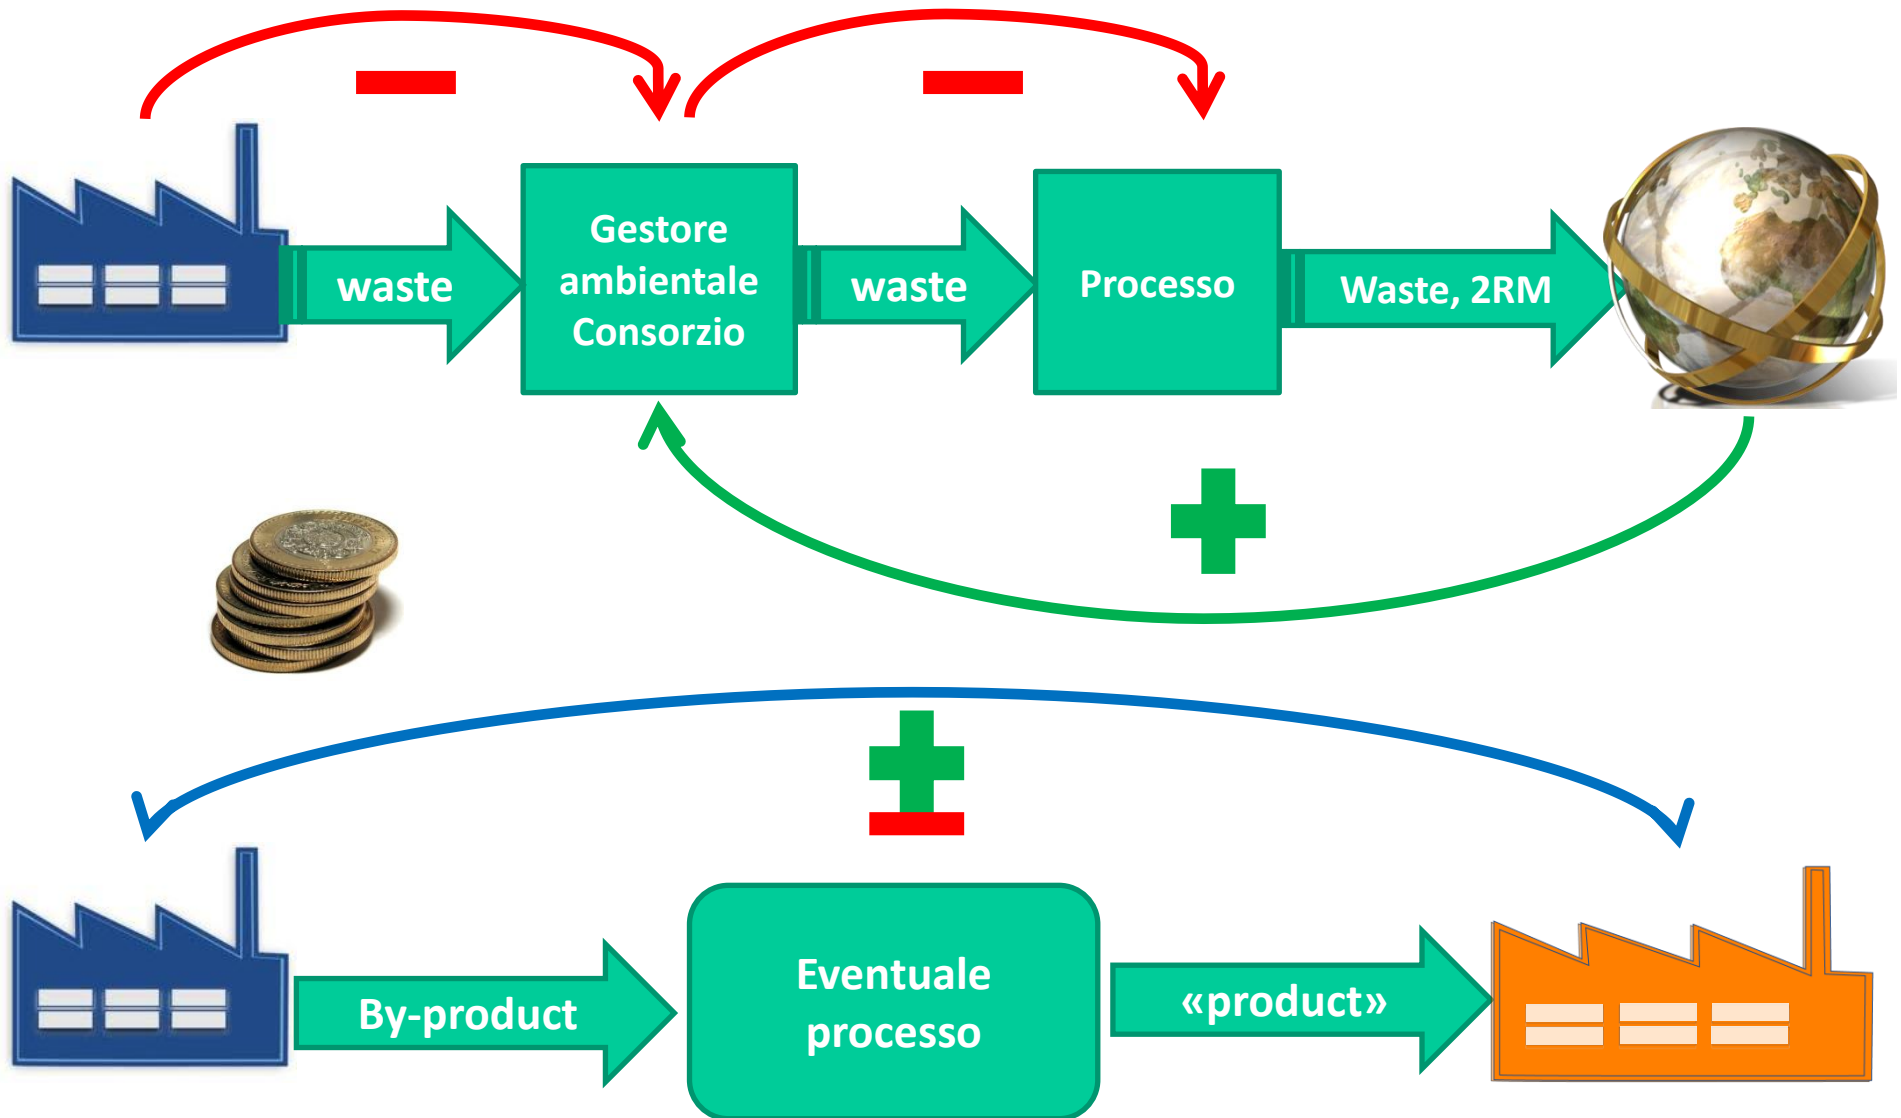 waste
Gestore
ambientale
Consorzio
waste
Processo
Waste, 2RM
By-product
Eventuale
processo
«product»